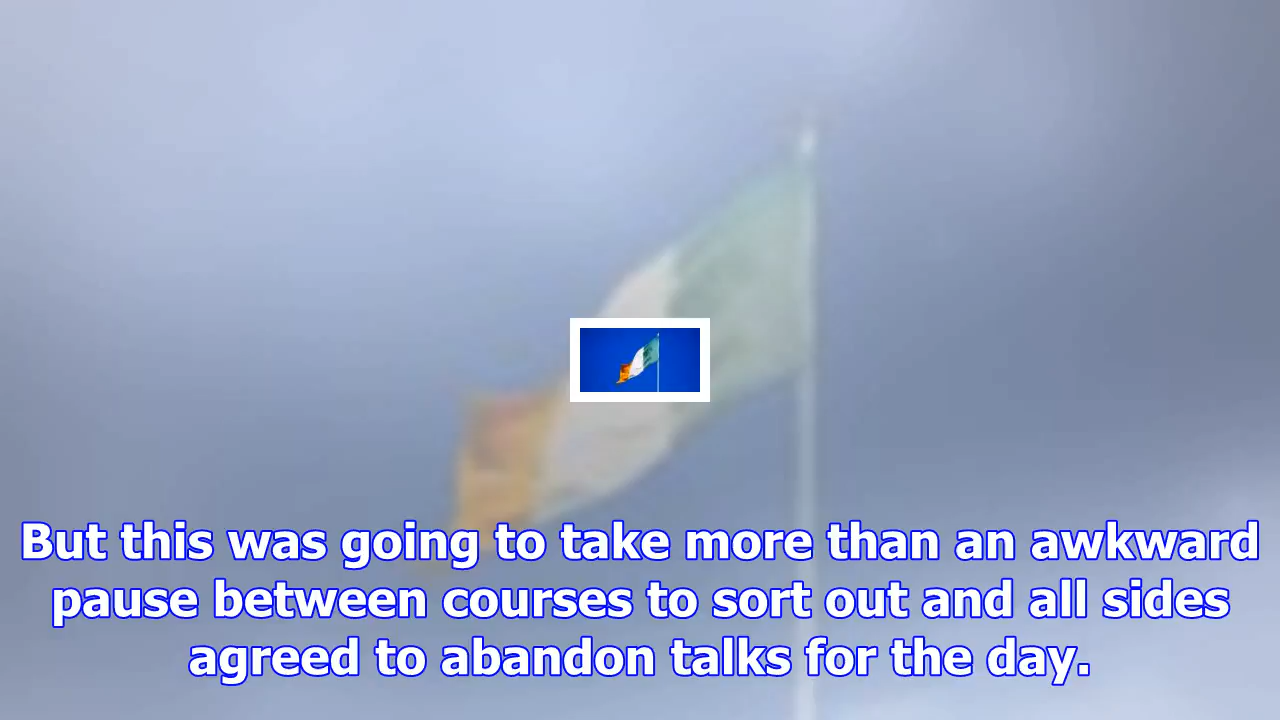 But this was going to take more than an awkward
pause between courses to sort out and all sides
agreed to abandon talks for the day.